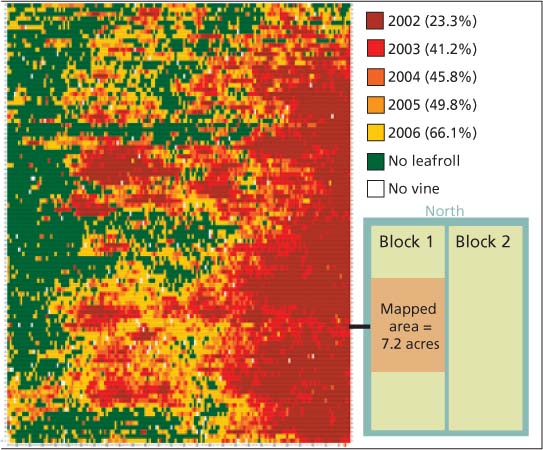 2002 (23.3%)
2003 (41.2%)
2004 (45.8%)
2005 (49.8%)
2006 (66.1%)
No leafroll
No vine
North
Block 1
Block 2
Mapped
area =
7.2 acres